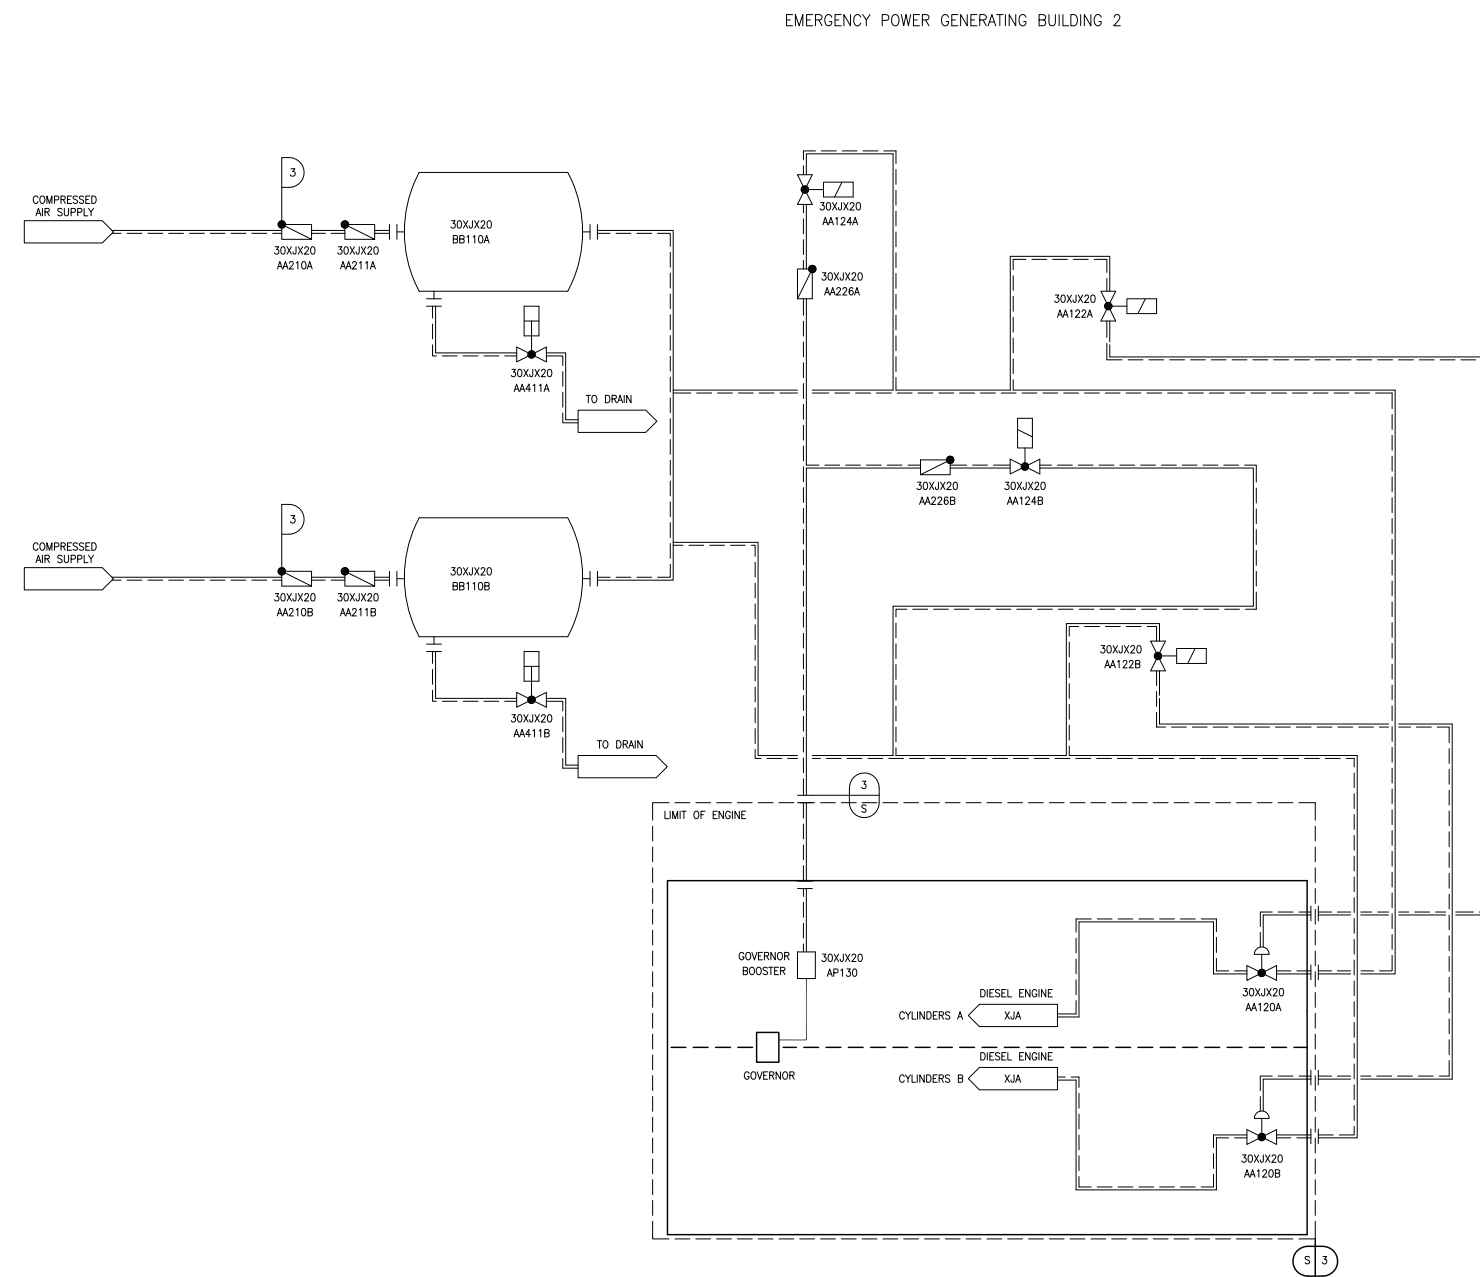 EMERGENCY POWER GENERATING BUILDING 2
3
COMPRESSED
AIR SUPPLY
30XJX20
AA210A
30XJX20
AA211A
30XJX20
BB110A
30XJX20
AA411A
TO DRAIN
30XJX20
AA124A
30XJX20
AA226A
30XJX20
AA122A
30XJX20
AA226B
30XJX20
AA124B
3
COMPRESSED
AIR SUPPLY
30XJX20
AA210B
30XJX20
AA211B
30XJX20
BB110B
30XJX20
AA411B
TO DRAIN
30XJX20
AA122B
3
S
LIMIT OF ENGINE
GOVERNOR
BOOSTER
30XJX20
AP130
DIESEL ENGINE
CYLINDERS A
XJA
30XJX20
AA120A
GOVERNOR
DIESEL ENGINE
CYLINDERS B
XJA
30XJX20
AA120B
S 3